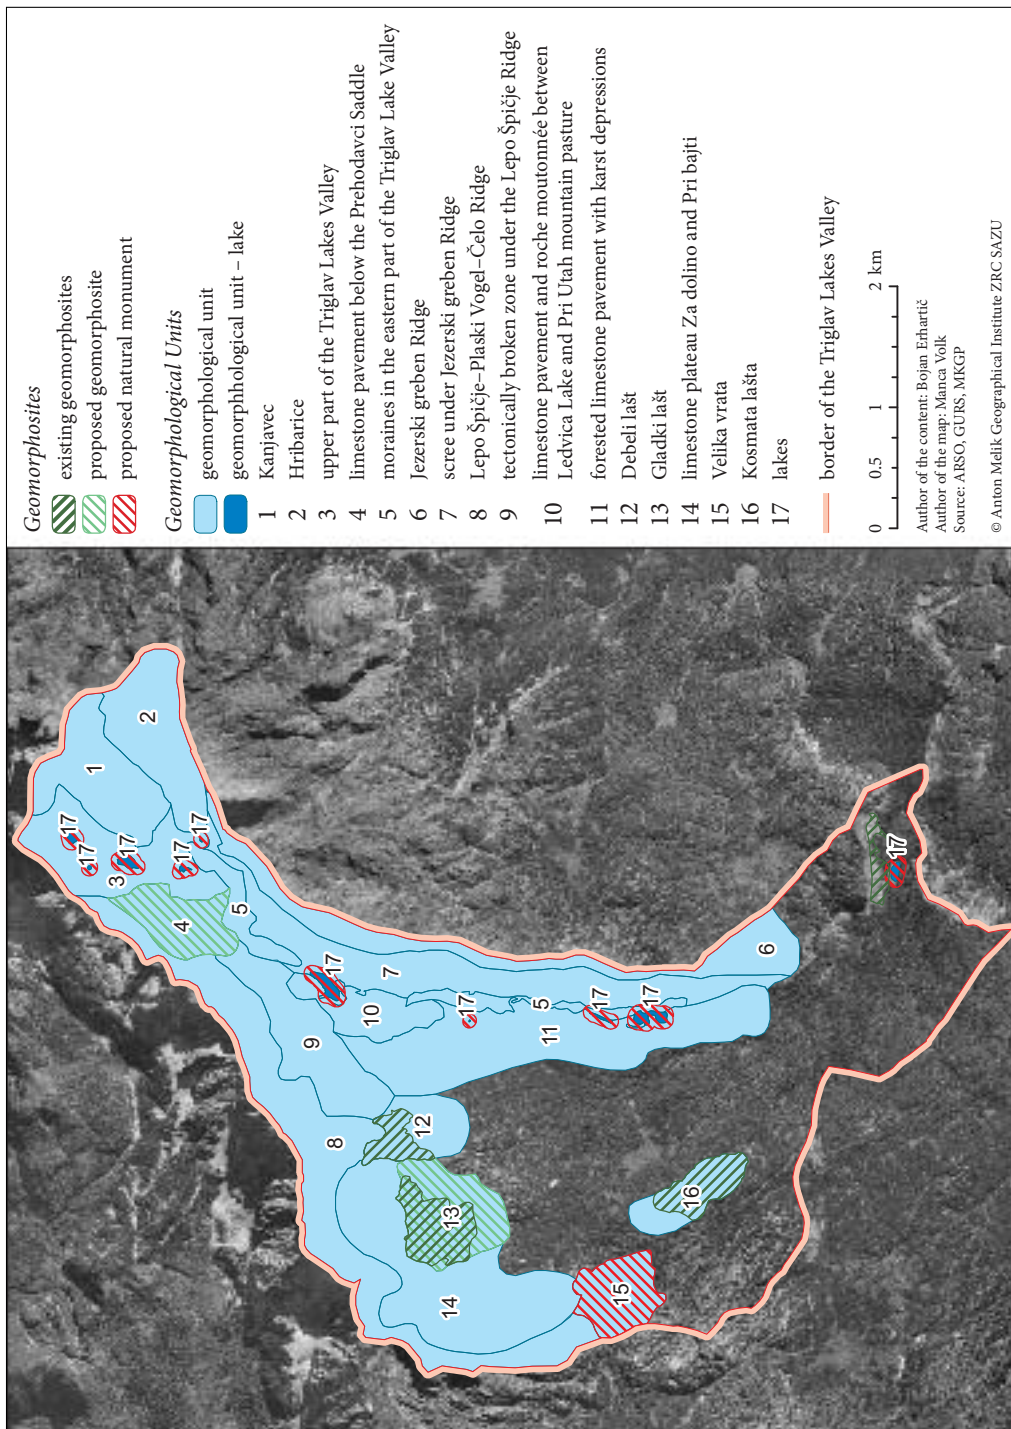 Geomorphosites
existing geomorphosites
proposed geomorphosite
proposed natural monument
Geomorphological Units
geomorphological unit
geomorphological unit – lake
1 Kanjavec
2 Hribarice
3 upper part of the Triglav Lakes Valley
4 limestone pavement below the Prehodavci Saddle
5 moraines in the eastern part of the Triglav Lake Valley
6 Jezerski greben Ridge
7 scree under Jezerski greben Ridge
8 Lepo Špičje–Plaski Vogel–Čelo Ridge
9 tectonically broken zone under the Lepo Špičje Ridge
10 limestone pavement and roche moutonnée between
Ledvica Lake and Pri Utah mountain pasture
11 forested limestone pavement with karst depressions
12 Debeli lašt
13 Gladki lašt
14 limestone plateau Za dolino and Pri bajti
15 Velika vrata
16 Kosmata lašta
17 lakes
border of the Triglav Lakes Valley
0 0.5 1 2 km
Author of the content: Bojan Erhartič
Author of the map: Manca Volk
Source: ARSO, GURS, MKGP
© Anton Melik Geographical Institute ZRC SAZU
1
2
17
17
17
3
17
17
4
5
17
7
10
9
17
5
11
17
17
6
17
8
12
13
14
15
16